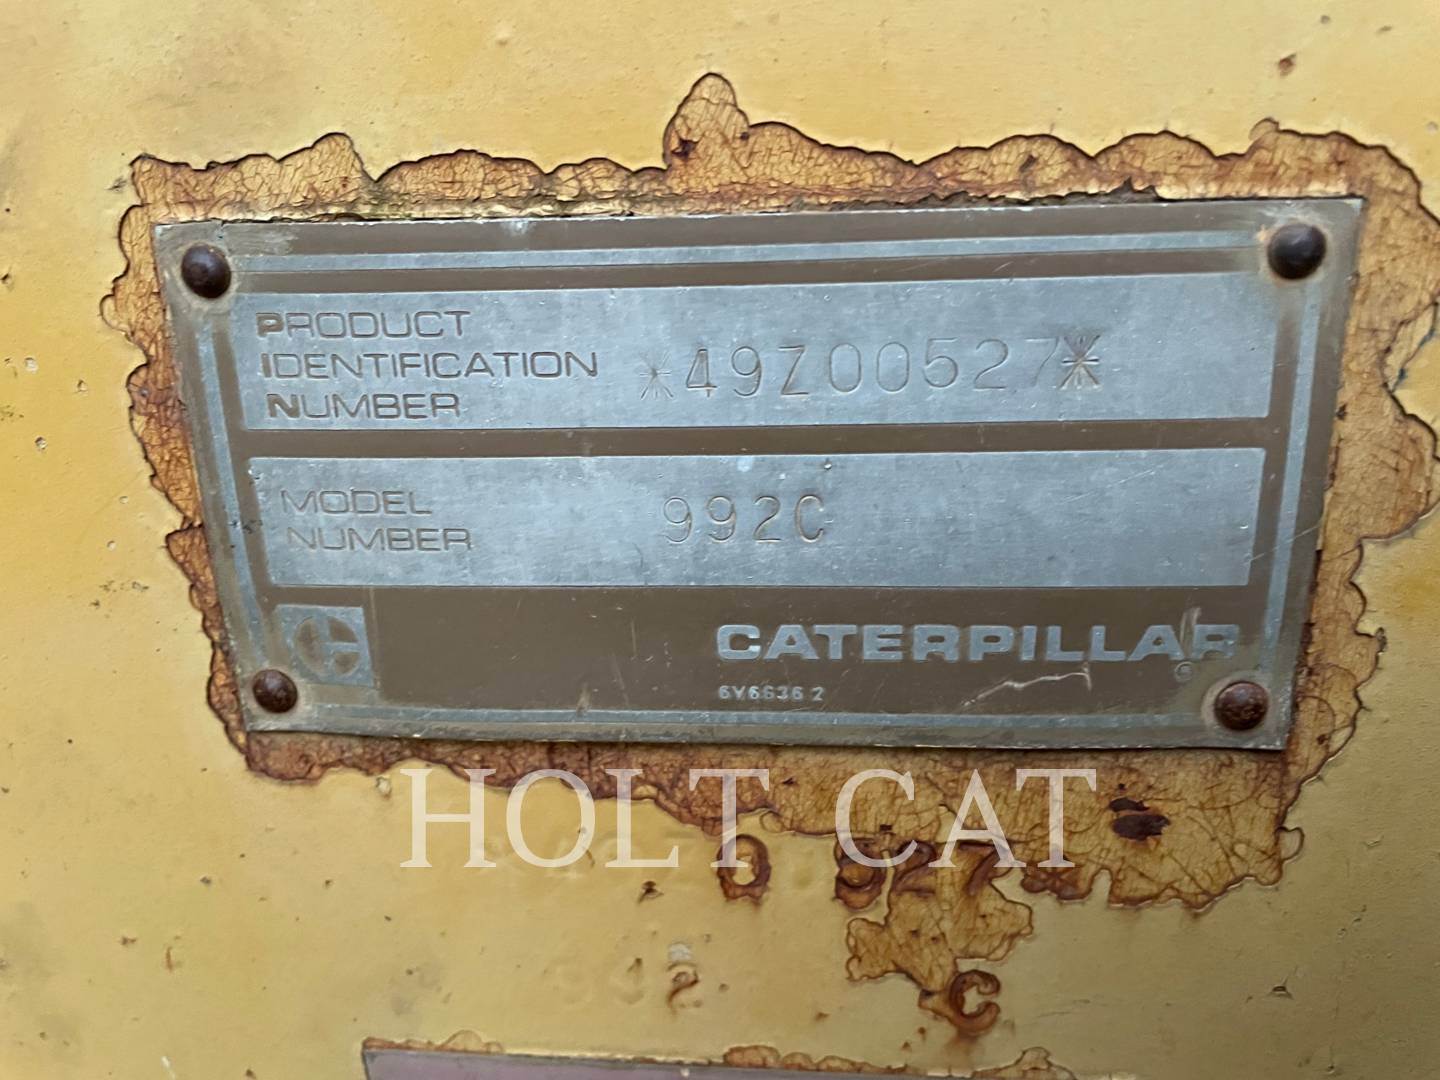 PRODUCT
IDENTIFICATION
NUMBER
*49Z00527*
MODEL
NUMBER
992C
CATERPILLAR
®
6Y6636 2
HOLT CAT
C